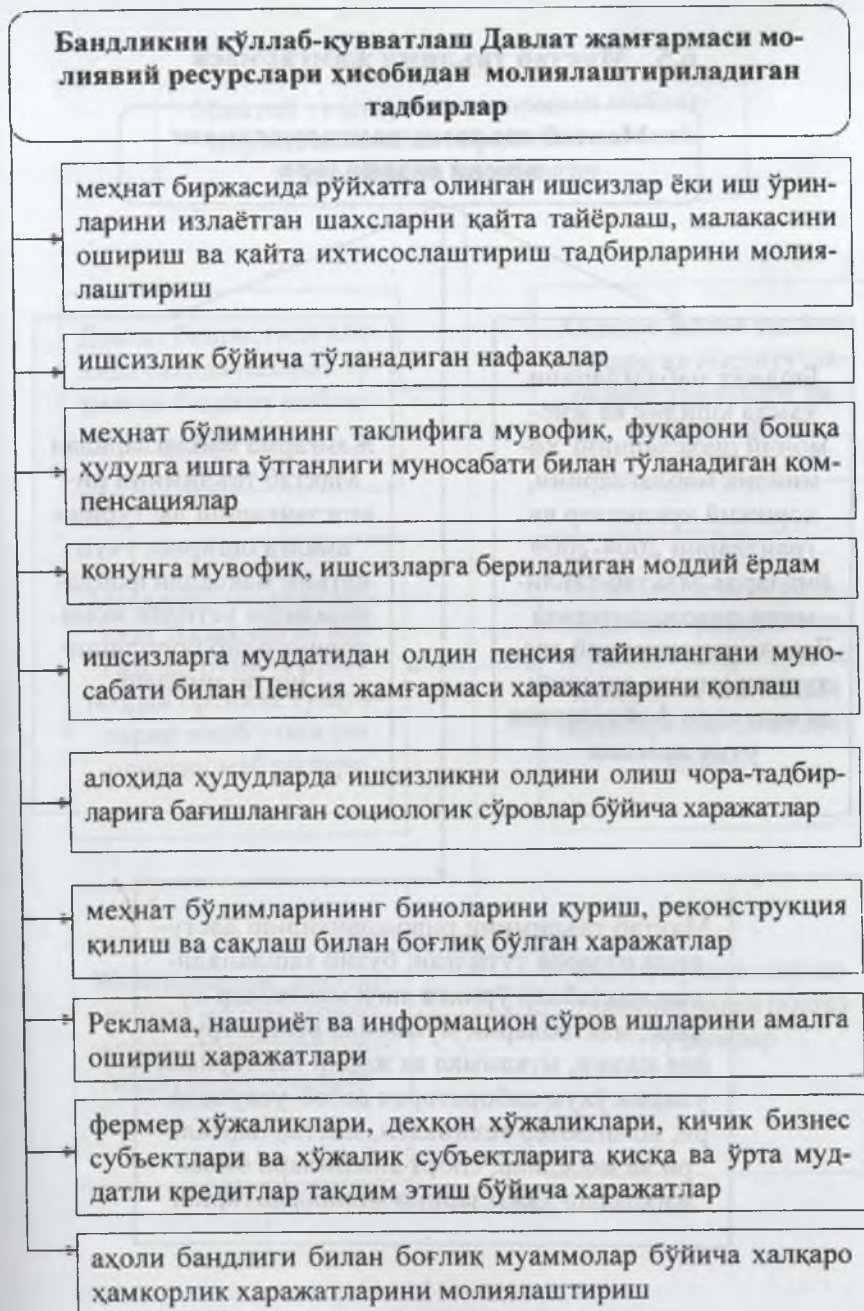 Бандликни қўллаб-қувватлаш Давлат жамғармаси мо-
лиявий ресурслари ҳисобидан молиялаштириладиган
тадбирлар
меҳнат биржасида рўйхатга олинган ишсизлар ёки иш ўрин-
ларини излаётган шахсларни қайта тайёрлаш, малакасини
ошириш ва қайта ихтисослаштириш тадбирларини молия-
лаштириш
ишсизлик бўйича тўланадиган нафақалар
меҳнат бўлимининг таклифига мувофиқ, фуқарони бошқа
ҳудудга ишга ўтганлиги муносабати билан тўланадиган ком-
пенсациялар
қонунга мувофиқ, ишсизларга бериладиган моддий ёрдам
ишсизларга муддатидан олдин пенсия тайинлангани муно-
сабати билан Пенсия жамғармаси харажатларини қоплаш
алоҳида ҳудудларда ишсизликни олдини олиш чора-тадбир-
ларига бағишланган социологик сўровлар бўйича харажатлар
меҳнат бўлимларининг биноларини қуриш, реконструкция
қилиш ва сақлаш билан боғлиқ бўлган харажатлар
Реклама, нашриёт ва информацион сўров ишларини амалга
ошириш харажатлари
фермер хўжаликлари, дехқон хўжаликлари, кичик бизнес
субъектлари ва хўжалик субъектларига қисқа ва ўрта муд-
датли кредитлар тақдим этиш бўйича харажатлар
аҳоли бандлиги билан боғлиқ муаммолар бўйича халқаро
ҳамкорлик харажатларини молиялаштириш